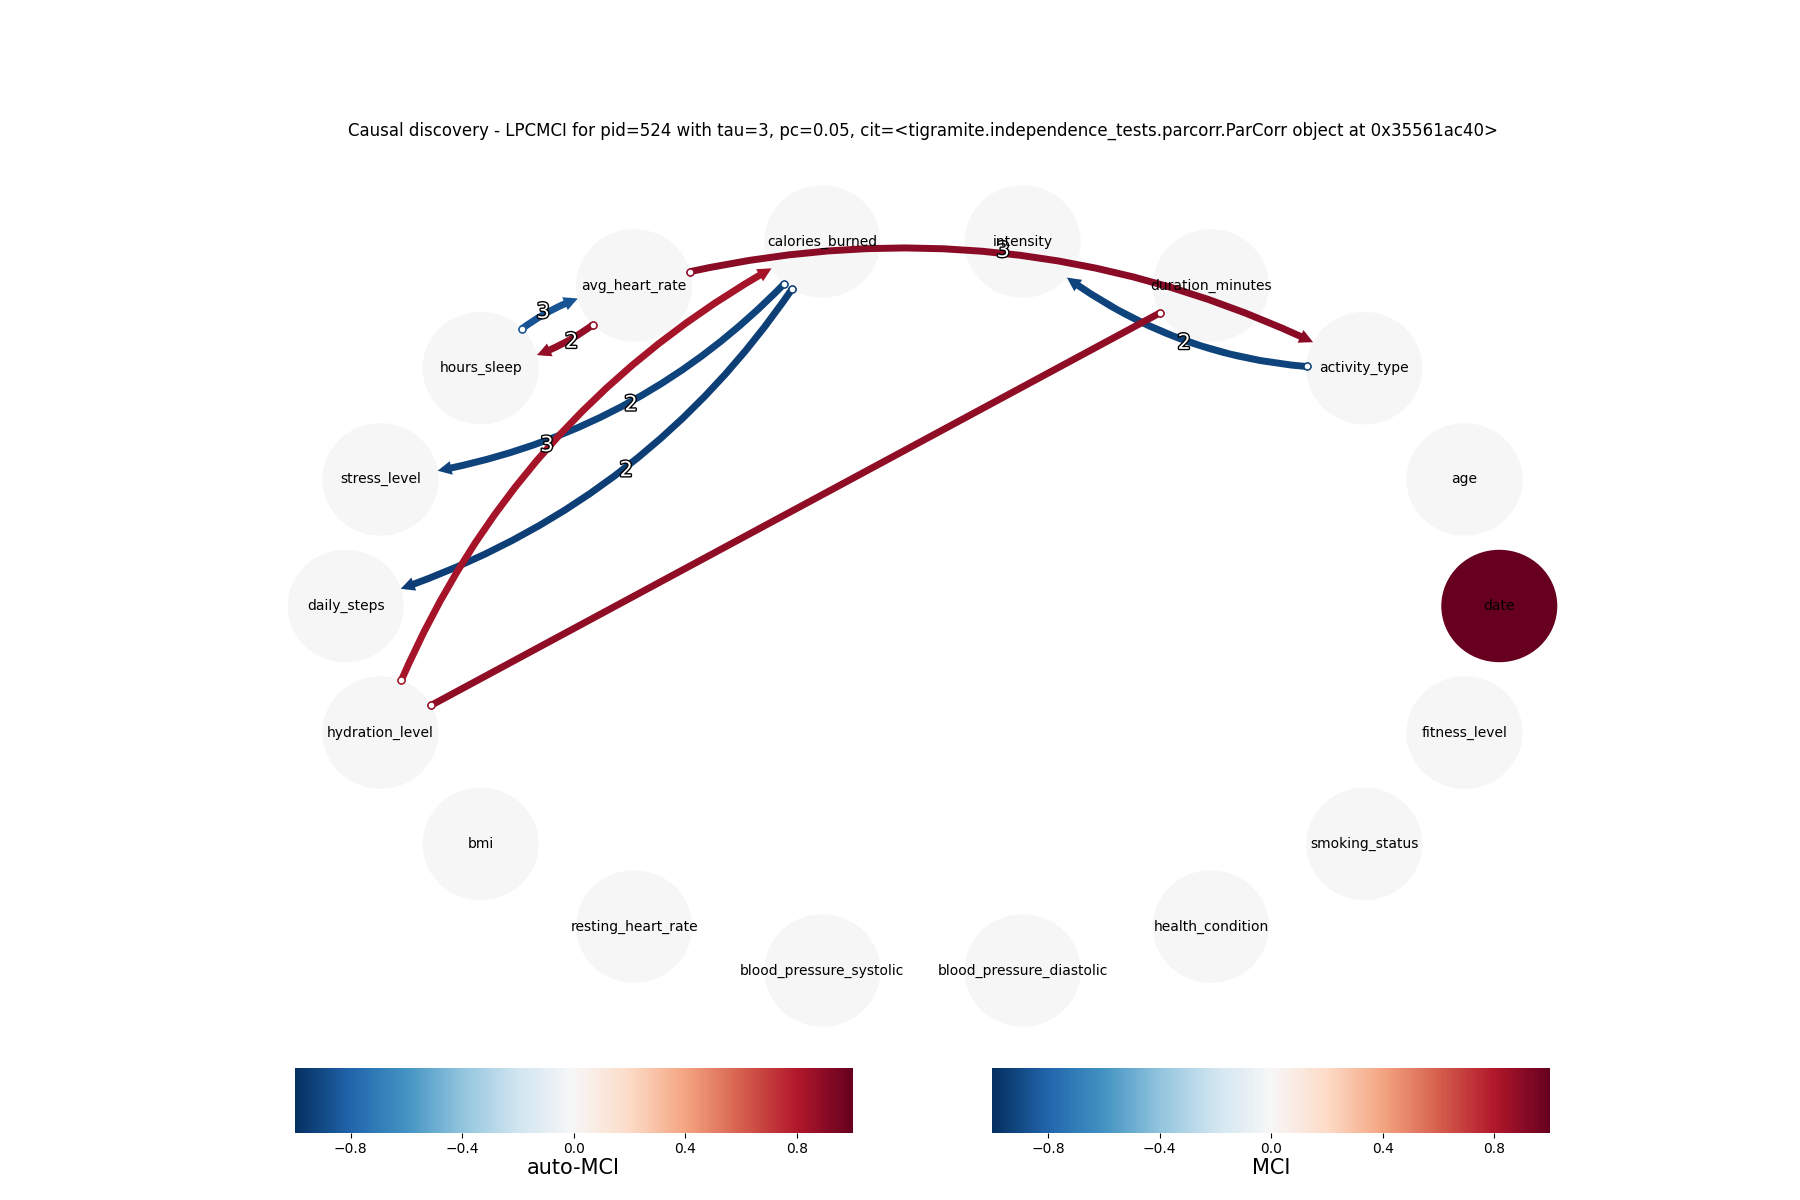 Causal discovery - LPCMCI for pid=524 with tau=3, pc=0.05, cit=<tigramite.independence_tests.parcorr.ParCorr object at 0x35561ac40>
calories_burned
intensity
3
avg_heart_rate
duration_minutes
3
2
2
hours_sleep
activity_type
2
3
2
stress_level
age
daily_steps
date
hydration_level
fitness_level
bmi
smoking_status
resting_heart_rate
health_condition
blood_pressure_systolic
blood_pressure_diastolic
−0.8 −0.4 0.0 0.4 0.8
auto-MCI
−0.8 −0.4 0.0 0.4 0.8
MCI